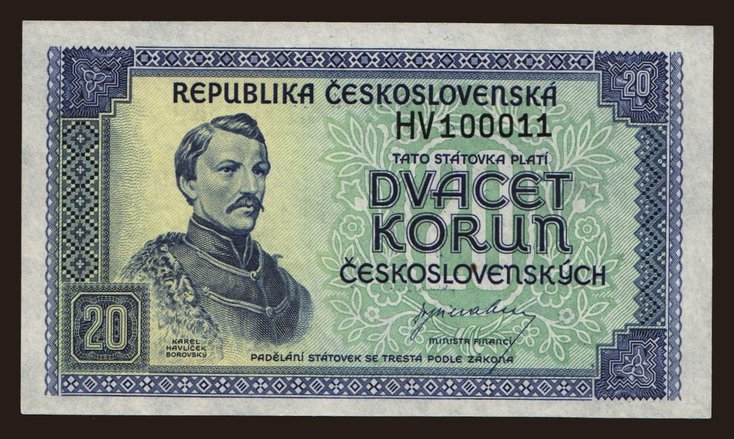 20
REPUBLIKA ČESKOSLOVENSKÁ
HV100011
TATO STÁTOVKA PLATÍ
DVACET
KORUN
ČESKOSLOVENSKÝCH
MINISTR FINANCÍ
KAREL
HAVLÍČEK
BOROVSKÝ
PADĚLÁNÍ STÁTOVEK SE TRESTÁ PODLE ZÁKONA
20
20